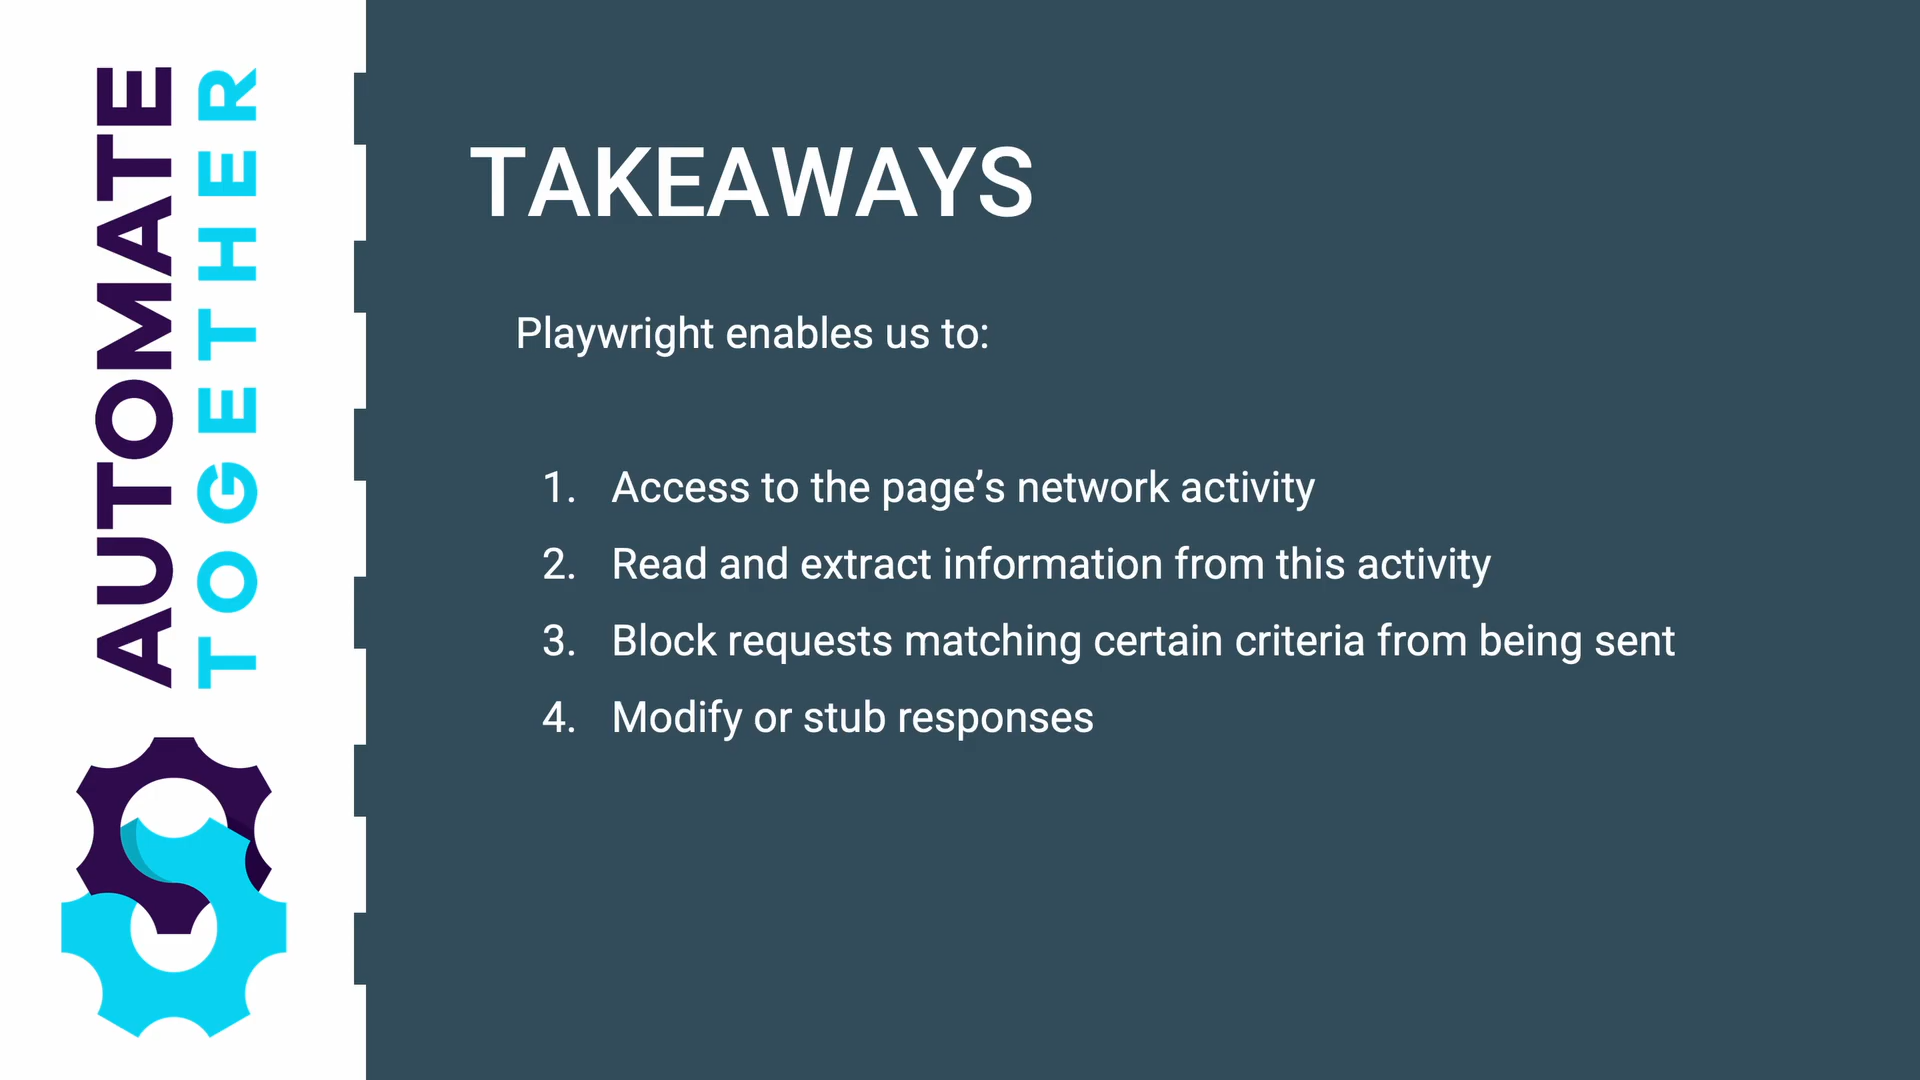 AUTOMATE
TOGETHER
TAKEAWAYS
Playwright enables us to:
1. Access to the page’s network activity
2. Read and extract information from this activity
3. Block requests matching certain criteria from being sent
4. Modify or stub responses